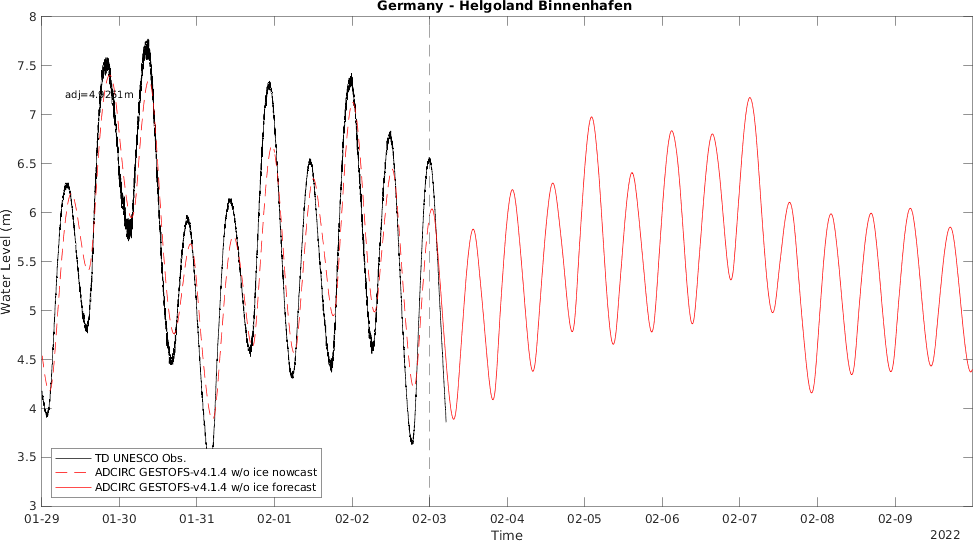 Germany - Helgoland Binnenhafen
8
7.5
7
6.5
6
5.5
5
4.5
4
3.5
3
Water Level (m)
TD UNESCO Obs.
ADCIRC GESTOFS-v4.1.4 w/o ice nowcast
ADCIRC GESTOFS-v4.1.4 w/o ice forecast
01-29 01-30 01-31 02-01 02-02 02-03 02-04 02-05 02-06 02-07 02-08 02-09
Time
2022